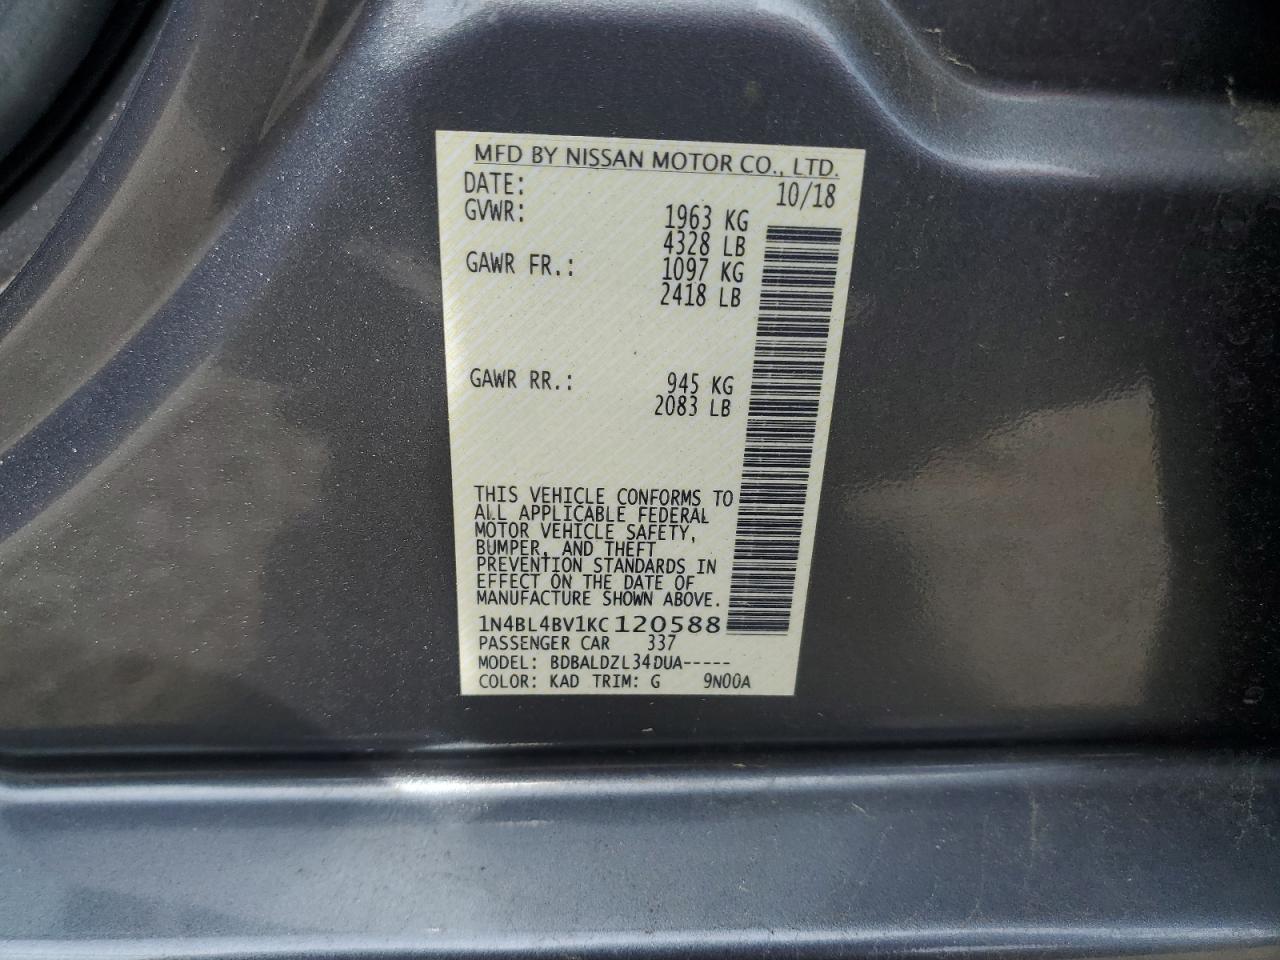 MFD BY NISSAN MOTOR CO., LTD.
DATE: 10/18
GVWR: 1963 KG
4328 LB
GAWR FR.: 1097 KG
2418 LB
GAWR RR.: 945 KG
2083 LB
THIS VEHICLE CONFORMS TO
ALL APPLICABLE FEDERAL
MOTOR VEHICLE SAFETY,
BUMPER, AND THEFT
PREVENTION STANDARDS IN
EFFECT ON THE DATE OF
MANUFACTURE SHOWN ABOVE.
1N4BL4BV1KC120588
PASSENGER CAR 337
MODEL: BDBALDZL34DUA-----
COLOR: KAD TRIM: G 9N00A